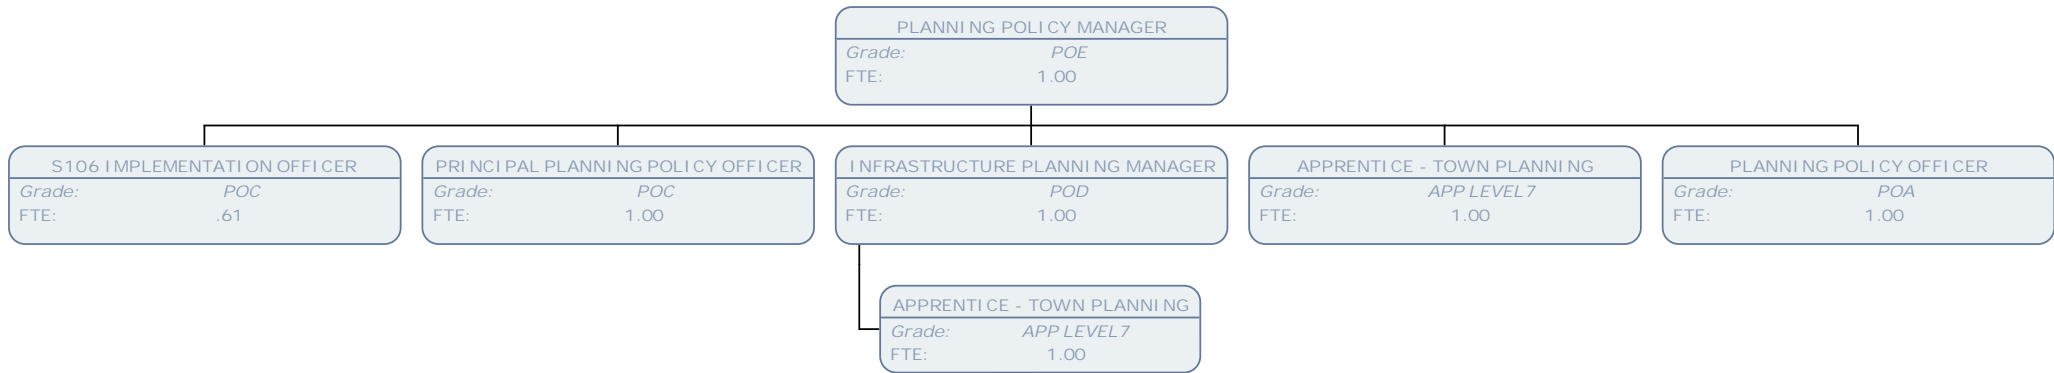 PLANNING POLICY MANAGER
Grade: POE
FTE: 1.00
S106 IMPLEMENTATION OFFICER
Grade: POC
FTE: .61
PRINCIPAL PLANNING POLICY OFFICER
Grade: POC
FTE: 1.00
INFRASTRUCTURE PLANNING MANAGER
Grade: POD
FTE: 1.00
APPRENTICE - TOWN PLANNING
Grade: APP LEVEL7
FTE: 1.00
PLANNING POLICY OFFICER
Grade: POA
FTE: 1.00
APPRENTICE - TOWN PLANNING
Grade: APP LEVEL7
FTE: 1.00